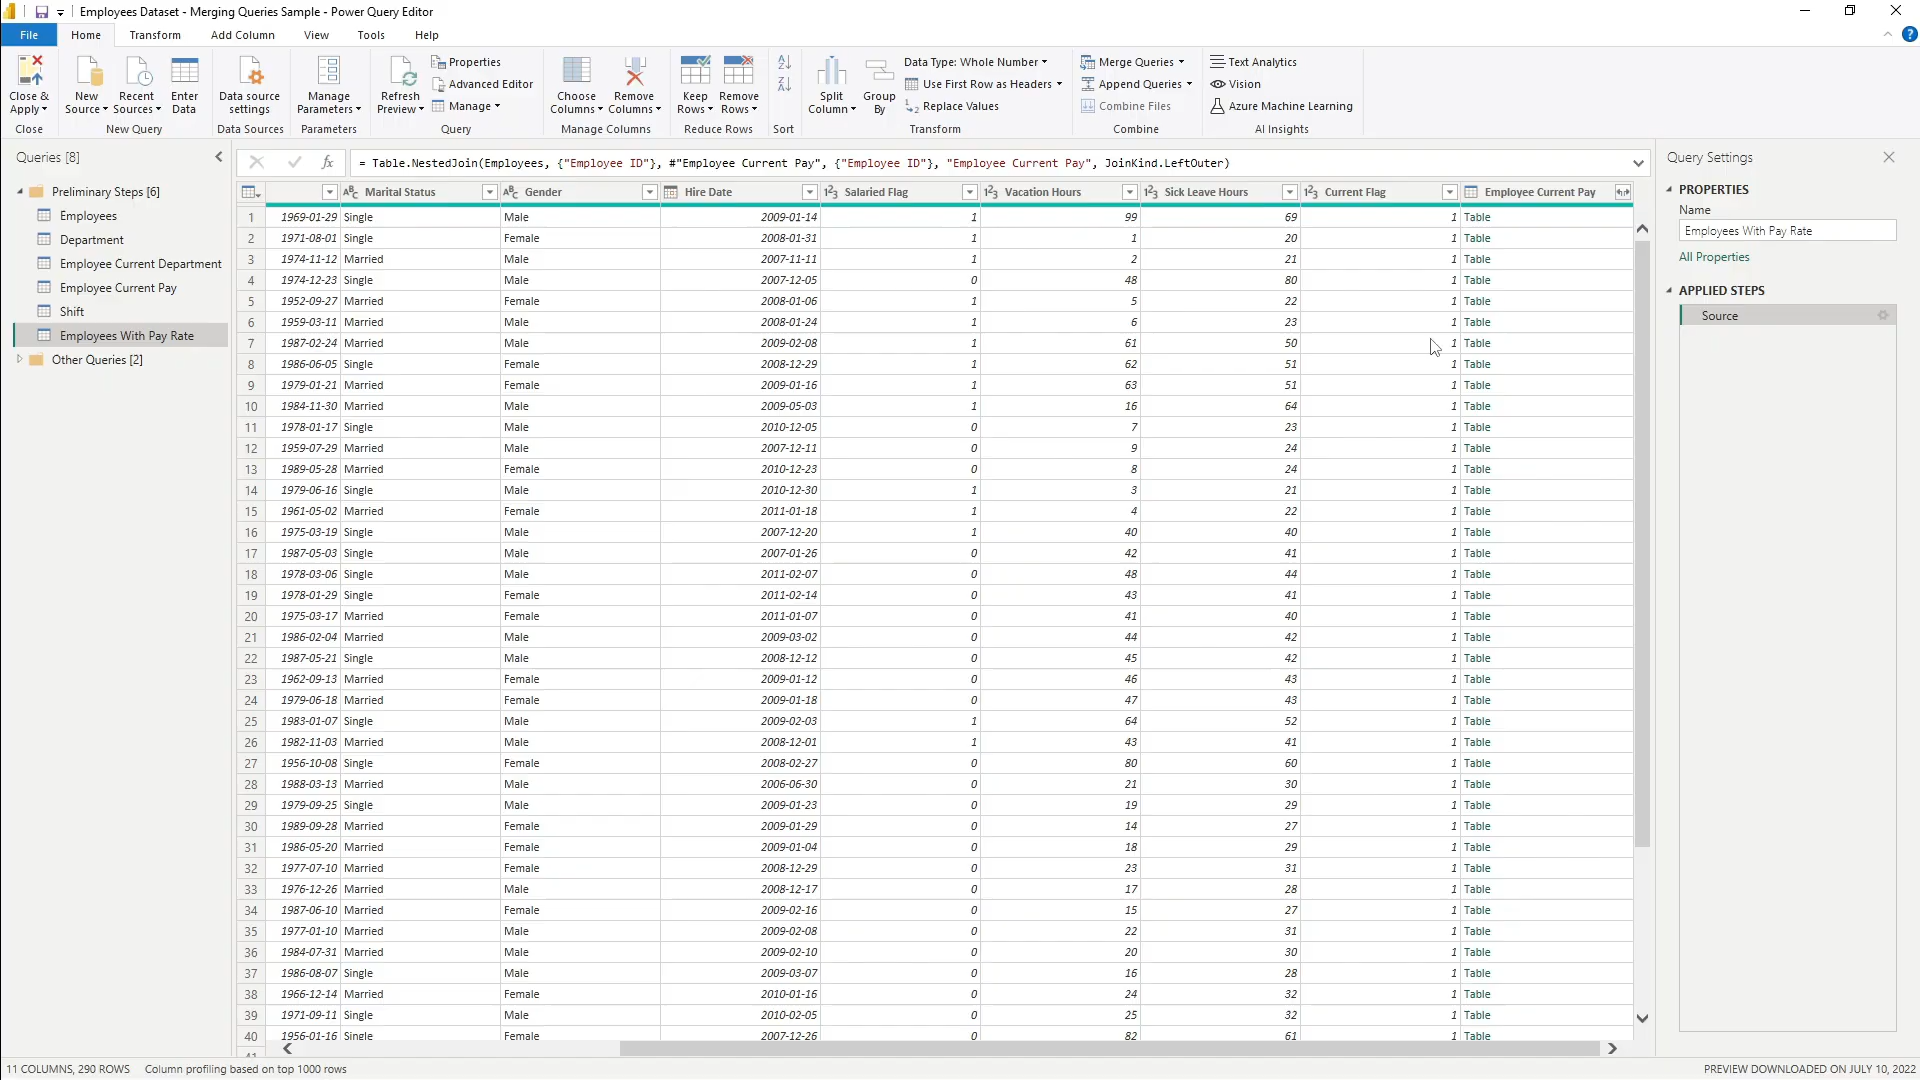 Employees Dataset - Merging Queries Sample - Power Query Editor
File Home Transform Add Column View Tools Help
Close & Apply
New Source
Recent Sources
Enter Data
Data source settings
Manage Parameters
Refresh Preview
Properties
Advanced Editor
Manage
Choose Columns
Remove Columns
Keep Rows
Remove Rows
Split Column
Group By
Data Type: Whole Number
Use First Row as Headers
Replace Values
Merge Queries
Append Queries
Combine Files
Text Analytics
Vision
Azure Machine Learning
Close New Query Data Sources Parameters Query Manage Columns Reduce Rows Sort Transform Combine AI Insights
Queries [8]
Preliminary Steps [6]
Employees
Department
Employee Current Department
Employee Current Pay
Shift
Employees With Pay Rate
Other Queries [2]
= Table.NestedJoin(Employees, {"Employee ID"}, #"Employee Current Pay", {"Employee ID"}, "Employee Current Pay", JoinKind.LeftOuter)
Marital Status Gender Hire Date Salaried Flag Vacation Hours Sick Leave Hours Current Flag Employee Current Pay
1 1969-01-29 Single Male 2009-01-14 1 99 69 1 Table
2 1971-08-01 Single Female 2008-01-31 1 1 20 1 Table
3 1974-11-12 Married Male 2007-11-11 1 2 21 1 Table
4 1974-12-23 Single Male 2007-12-05 0 48 80 1 Table
5 1952-09-27 Married Female 2008-01-06 1 5 22 1 Table
6 1959-03-11 Married Male 2008-01-24 1 6 23 1 Table
7 1987-02-24 Married Male 2009-02-08 1 61 50 1 Table
8 1986-06-05 Single Female 2008-12-29 1 62 51 1 Table
9 1979-01-21 Married Female 2009-01-16 1 63 51 1 Table
10 1984-11-30 Married Male 2009-05-03 1 16 64 1 Table
11 1978-01-17 Single Male 2010-12-05 0 7 23 1 Table
12 1959-07-29 Married Male 2007-12-11 0 9 24 1 Table
13 1989-05-28 Married Female 2010-12-23 0 8 24 1 Table
14 1979-06-16 Single Male 2010-12-30 1 3 21 1 Table
15 1961-05-02 Married Female 2011-01-18 1 4 22 1 Table
16 1975-03-19 Single Male 2007-12-20 1 40 40 1 Table
17 1987-05-03 Single Male 2007-01-26 0 42 41 1 Table
18 1978-03-06 Single Male 2011-02-07 0 48 44 1 Table
19 1978-01-29 Single Female 2011-02-14 0 43 41 1 Table
20 1975-03-17 Married Female 2011-01-07 0 41 40 1 Table
21 1986-02-04 Married Male 2009-03-02 0 44 42 1 Table
22 1987-05-21 Single Male 2008-12-12 0 45 42 1 Table
23 1962-09-13 Married Female 2009-01-12 0 46 43 1 Table
24 1979-06-18 Married Female 2009-01-18 0 47 43 1 Table
25 1983-01-07 Single Male 2009-02-03 1 64 52 1 Table
26 1982-11-03 Married Male 2008-12-01 1 43 41 1 Table
27 1956-10-08 Single Female 2008-02-27 0 80 60 1 Table
28 1988-03-13 Married Male 2006-06-30 0 21 30 1 Table
29 1979-09-25 Single Male 2009-01-23 0 19 29 1 Table
30 1989-09-28 Married Female 2009-01-29 0 14 27 1 Table
31 1986-05-20 Married Female 2009-01-04 0 18 29 1 Table
32 1977-07-10 Married Female 2008-12-29 0 23 31 1 Table
33 1976-12-26 Married Male 2008-12-17 0 17 28 1 Table
34 1987-06-10 Married Female 2009-02-16 0 15 27 1 Table
35 1977-01-10 Married Male 2009-02-08 0 22 31 1 Table
36 1984-07-31 Married Male 2009-02-10 0 20 30 1 Table
37 1986-08-07 Single Male 2009-03-07 0 16 28 1 Table
38 1966-12-14 Married Female 2010-01-16 0 24 32 1 Table
39 1971-09-11 Single Male 2010-02-05 0 25 32 1 Table
40 1956-01-16 Single Female 2007-12-26 0 82 61 1 Table
41
Query Settings
PROPERTIES
Name
Employees With Pay Rate
All Properties
APPLIED STEPS
Source
11 COLUMNS, 290 ROWS Column profiling based on top 1000 rows PREVIEW DOWNLOADED ON JULY 10, 2022